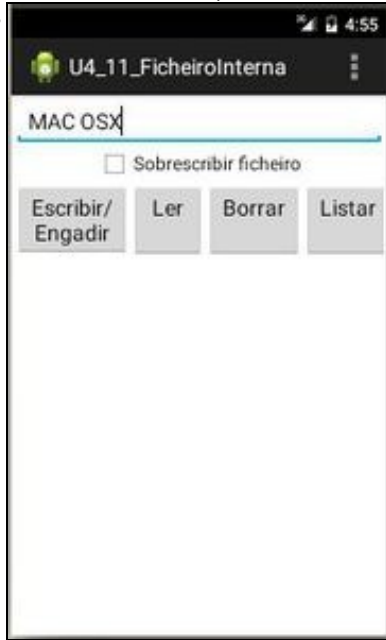 4:55
U4_11_FicheiroInterna
MAC OSX
Sobrescribir ficheiro
Escribir/ Ler Borrar Listar
Engadir